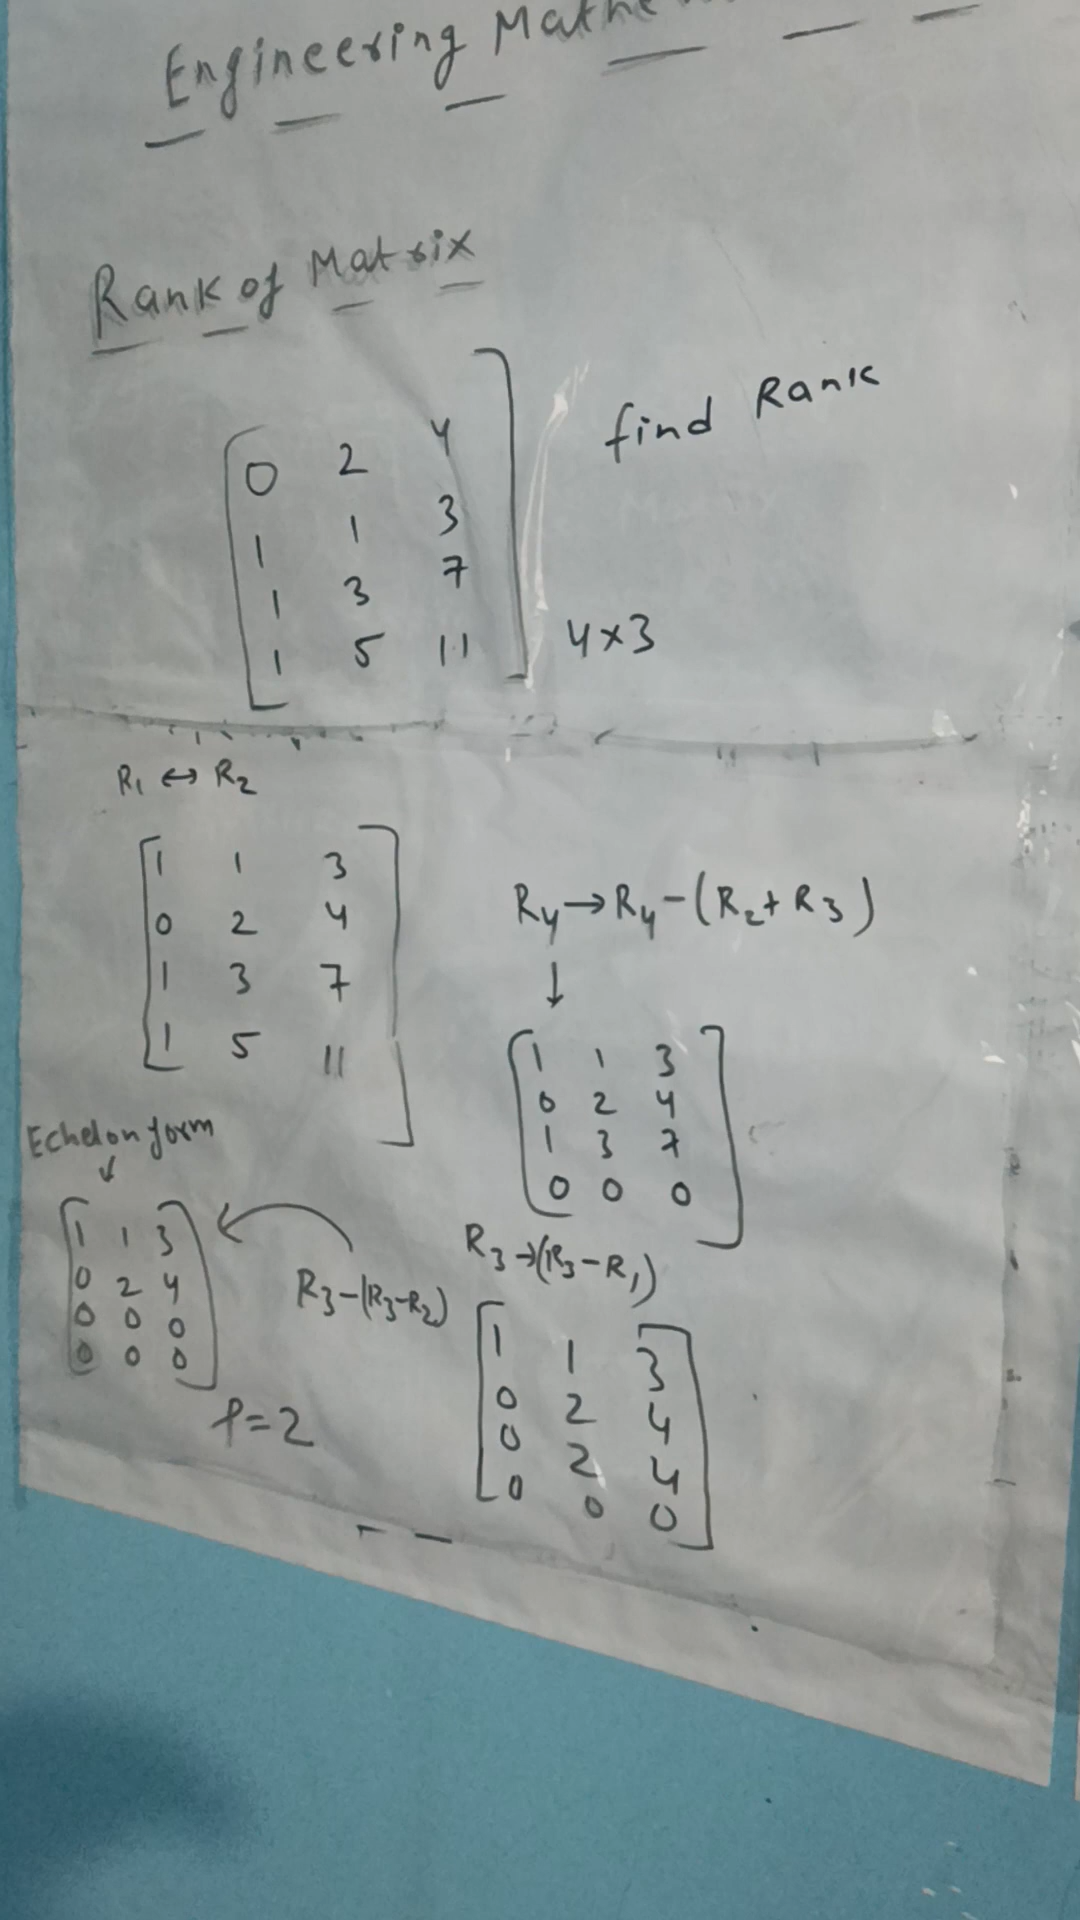 Engineering Mathe
Rank of Matrix
find Rank
0 2 4
1 1 3
1 3 7
1 5 11
4×3
R₁ ↔ R₂
1 1 3
0 2 4
1 3 7
1 5 11
R₄→R₄-(R₂+R₃)
↓
1 1 3
0 2 4
1 3 7
0 0 0
R₃→(R₃-R₁)
1 1 3
0 2 4
0 2 4
0 0 0
R₃-(R₃-R₂)
Echelon form
↓
1 1 3
0 2 4
0 0 0
0 0 0
ρ=2